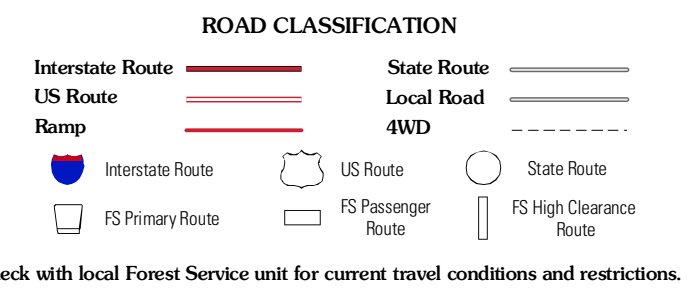 ROAD CLASSIFICATION
Interstate Route
State Route
US Route
Local Road
Ramp
4WD
Interstate Route
US Route
State Route
FS Primary Route
FS Passenger
Route
FS High Clearance
Route
eck with local Forest Service unit for current travel conditions and restrictions.